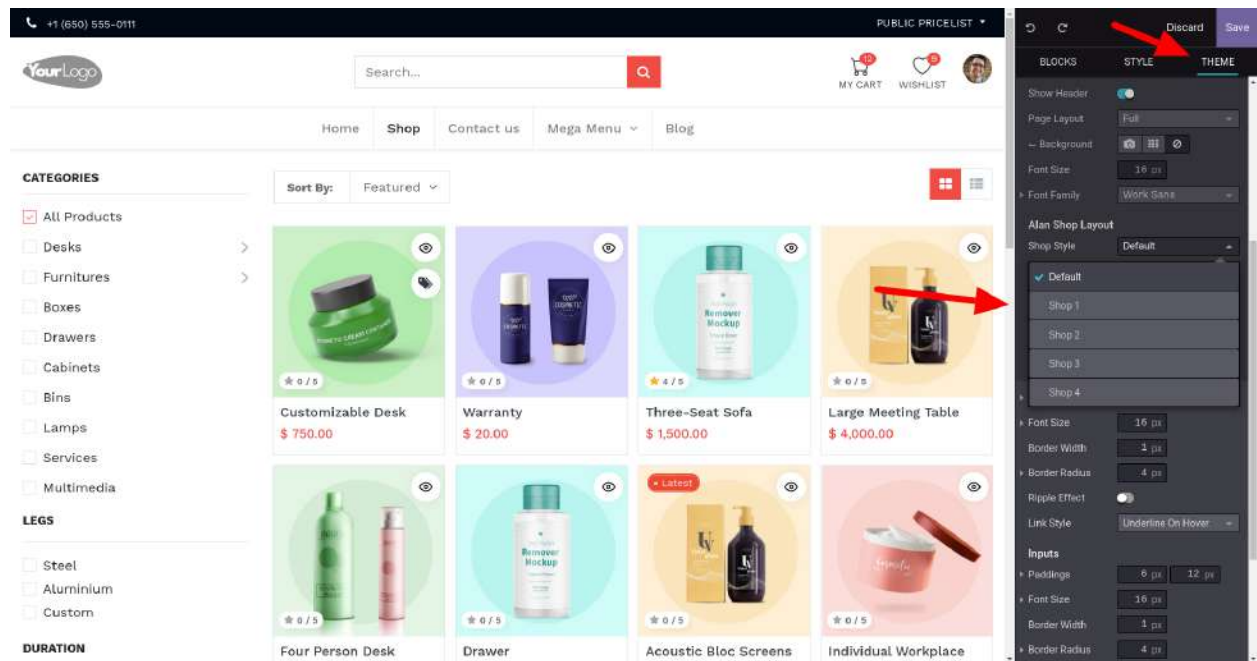 +1 (650) 555-0111
PUBLIC PRICELIST
Discard
Save
YourLogo
Search...
12
MY CART
WISHLIST
BLOCKS
STYLE
THEME
Home
Shop
Contact us
Mega Menu
Blog
Show Header
Page Layout
Full
Background
Font Size
16 px
Font Family
Work Sans
CATEGORIES
Sort By:
Featured
All Products
Desks
Furnitures
Boxes
Drawers
Cabinets
Bins
Lamps
Services
Multimedia
Alan Shop Layout
Shop Style
Default
Default
Shop 1
Shop 2
Shop 3
Shop 4
Remover
Mockup
0 / 5
0 / 5
4 / 5
0 / 5
Customizable Desk
$ 750.00
Warranty
$ 20.00
Three-Seat Sofa
$ 1,500.00
Large Meeting Table
$ 4,000.00
Font Size
16 px
Border Width
1 px
Border Radius
4 px
Ripple Effect
Link Style
Underline On Hover
LEGS
Steel
Aluminium
Custom
DURATION
Latest
Remover
Mockup
0 / 5
0 / 5
0 / 5
0 / 5
Four Person Desk
Drawer
Acoustic Bloc Screens
Individual Workplace
Inputs
Paddings
6 px
12 px
Font Size
16 px
Border Width
1 px
Border Radius
4 px